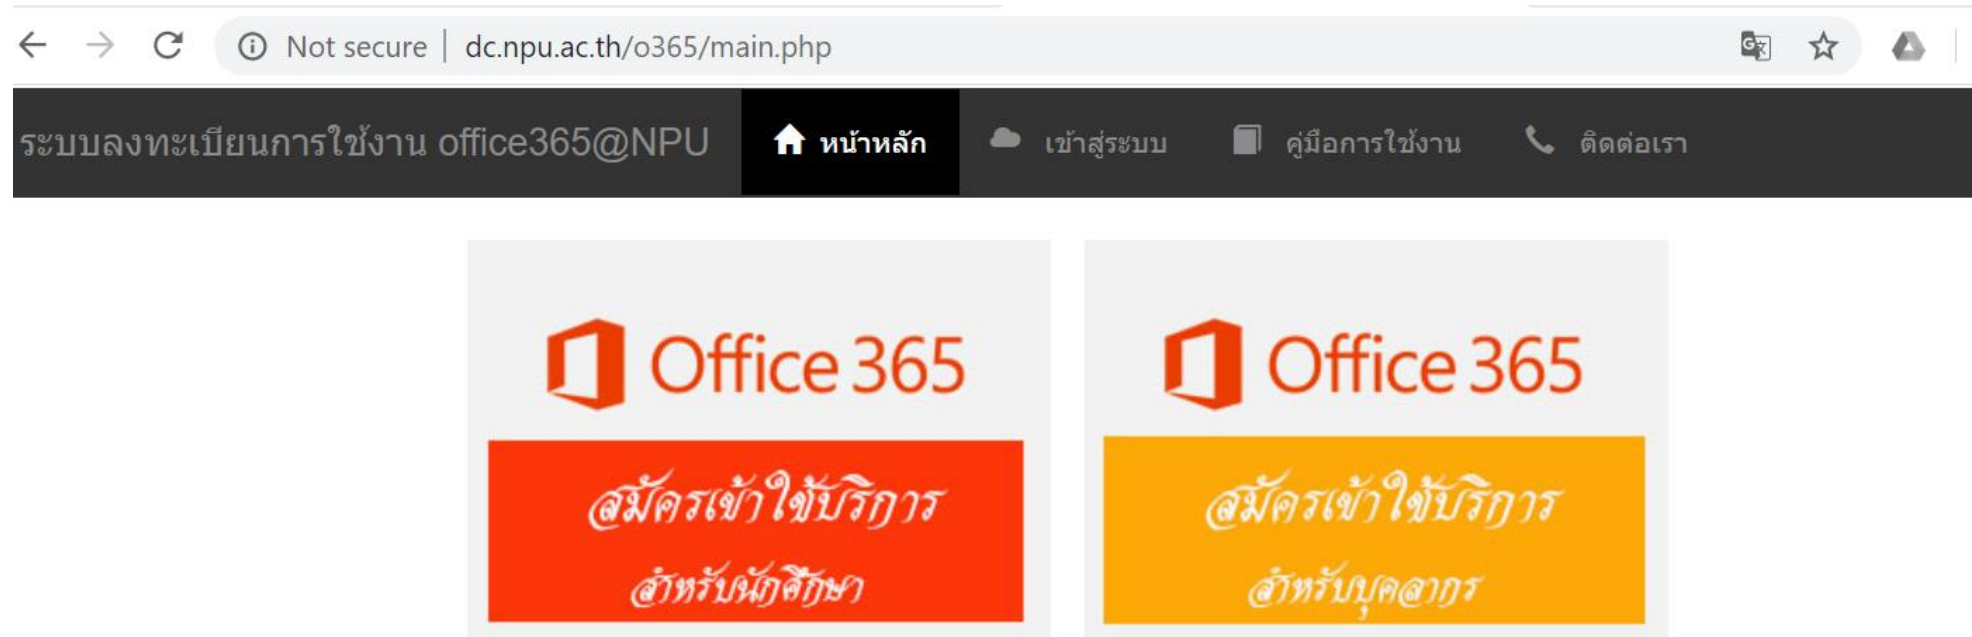 Not secure | dc.npu.ac.th/o365/main.php
ระบบลงทะเบียนการใช้งาน office365@NPU หน้าหลัก เข้าสู่ระบบ คู่มือการใช้งาน ติดต่อเรา
Office 365 Office 365
สมัครเข้าใช้บริการ สมัครเข้าใช้บริการ
สำหรับนักศึกษา สำหรับบุคลากร